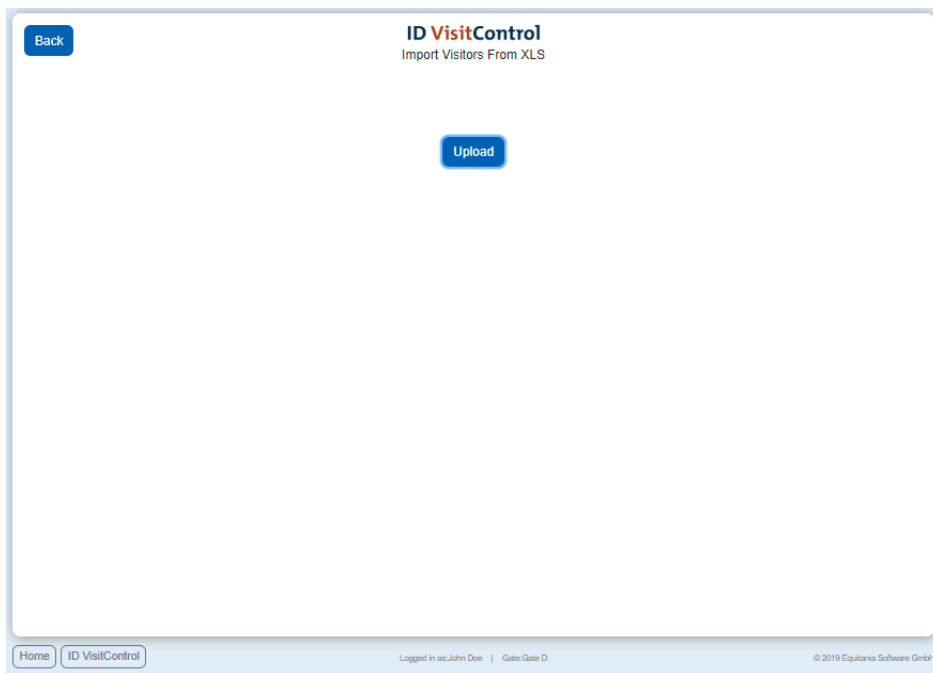 Back
ID VisitControl
Import Visitors From XLS
Upload
Home
ID VisitControl
Logged in as:John Doe | Gate:Gate D
© 2019 Equitania Software GmbH